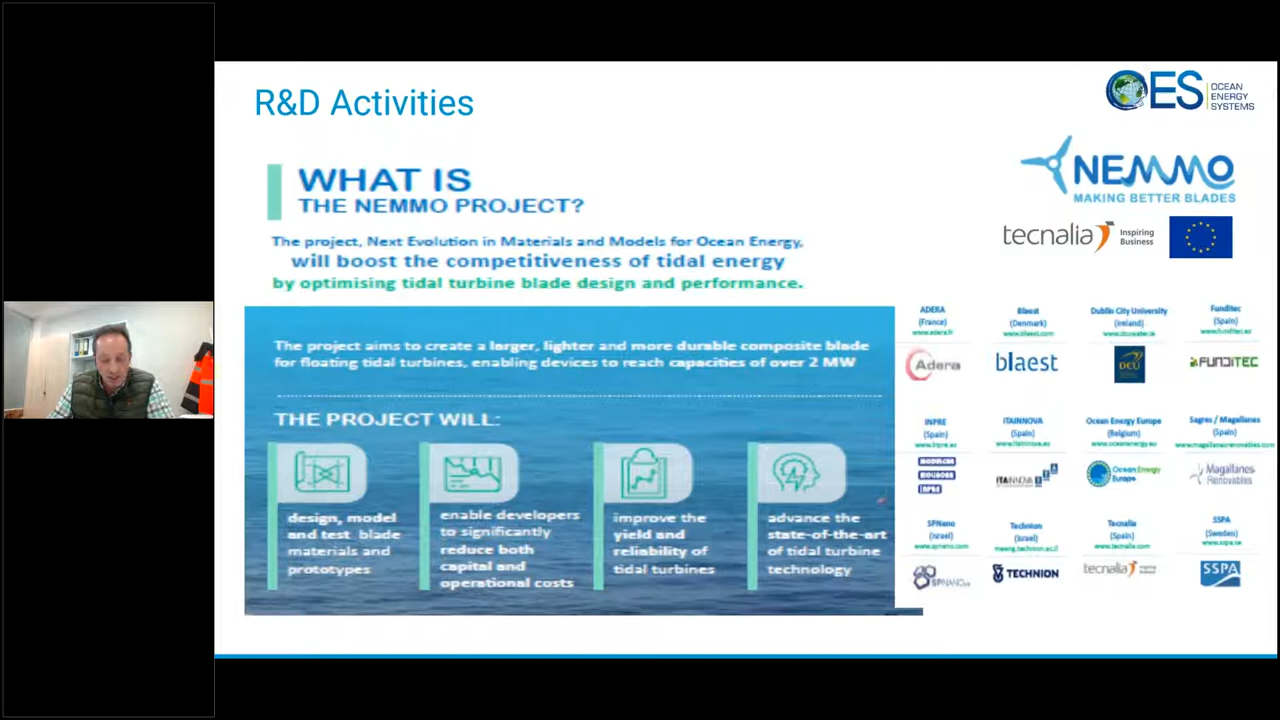 R&D Activities
OES OCEAN
ENERGY
SYSTEMS
WHAT IS
THE NEMMO PROJECT?
The project, Next Evolution in Materials and Models for Ocean Energy,
will boost the competitiveness of tidal energy
by optimising tidal turbine blade design and performance.
NEMMO
MAKING BETTER BLADES
tecnalia Inspiring
Business
The project aims to create a larger, lighter and more durable composite blade
for floating tidal turbines, enabling devices to reach capacities of over 2 MW
THE PROJECT WILL:
design, model
and test blade
materials and
prototypes
enable developers
to significantly
reduce both
capital and
operational costs
improve the
yield and
reliability of
tidal turbines
advance the
state-of-the-art
of tidal turbine
technology
ADERA
(France)
www.adera.fr
Adera
Blaest
(Denmark)
www.blaest.com
blaest
Dublin City University
(Ireland)
DCU
Funditec
(Spain)
www.funditec.es
FUNDITEC
INPRE
(Spain)
www.inpre.es
INPRE
ITAINNOVA
(Spain)
www.itainnova.es
ITAINNOVA
Ocean Energy Europe
(Belgium)
www.oceanenergy.eu
Ocean Energy
Europe
Sagres / Magallanes
(Spain)
www.magallanesrenovables.com
Magallanes
Renovables
SPNano
(Israel)
www.spnano.com
SPNANO
Technion
(Israel)
TECHNION
Tecnalia
(Spain)
www.tecnalia.com
tecnalia
SSPA
(Sweden)
www.sspa.se
SSPA